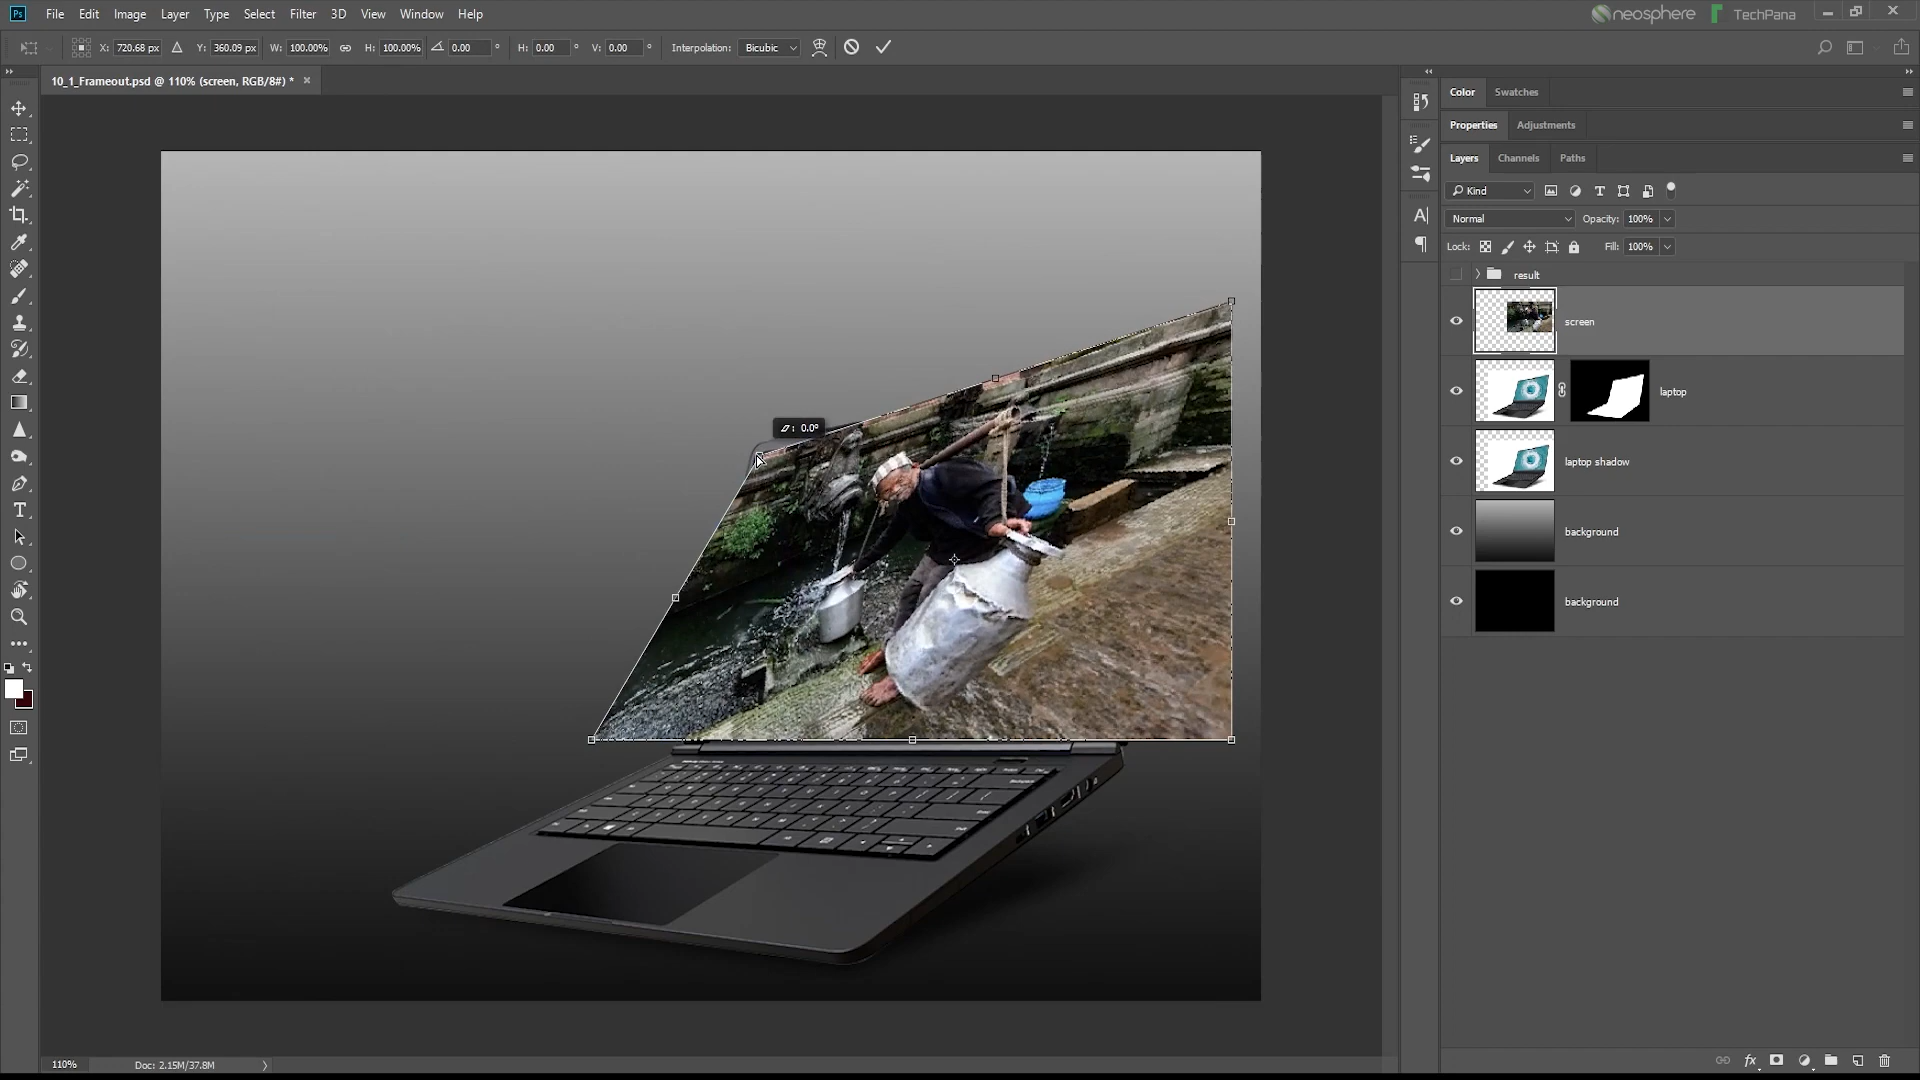 Ps File Edit Image Layer Type Select Filter 3D View Window Help neosphere TechPana
X: 720.68 px Y: 360.09 px W: 100.00% H: 100.00% 0.00 ° H: 0.00 ° V: 0.00 ° Interpolation: Bicubic
10_1_Frameout.psd @ 110% (screen, RGB/8#) * ×
Color Swatches
Properties Adjustments
Layers Channels Paths
Kind
Normal Opacity: 100%
Lock: Fill: 100%
result
screen
laptop
laptop shadow
background
background
: 0.0°
110% Doc: 2.15M/37.8M